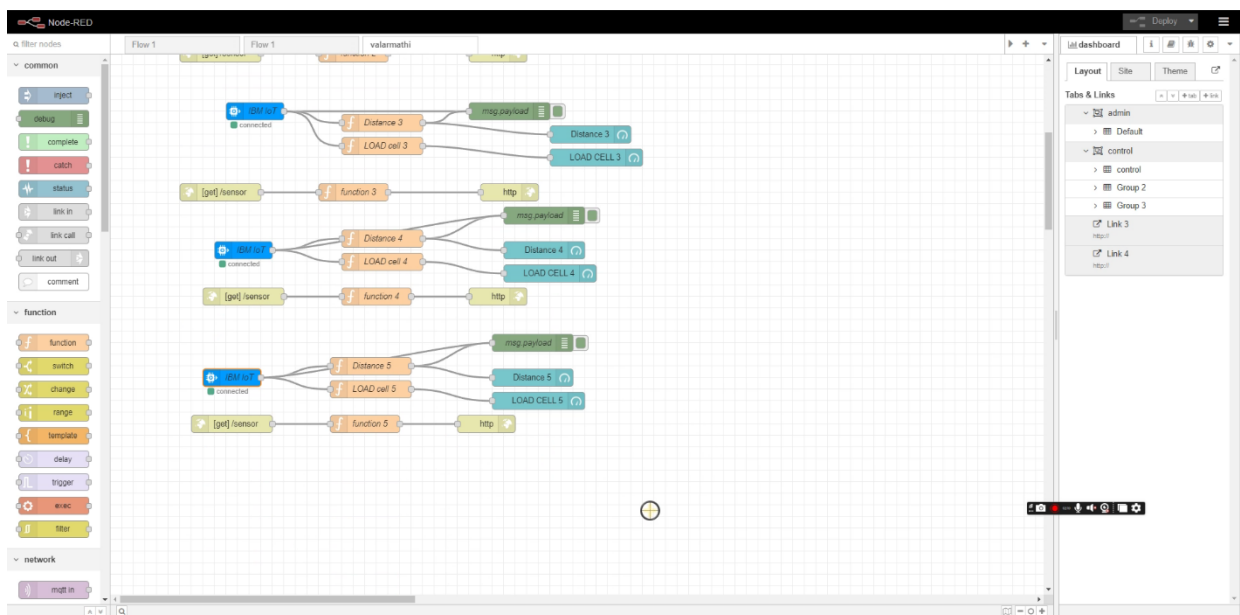 Node-RED
Deploy
filter nodes
Flow 1
Flow 1
valarmathi
dashboard
i
common
inject
debug
complete
catch
status
link in
link call
link out
comment
function
function
switch
change
range
template
delay
trigger
exec
filter
network
mqtt in
http
IBM IoT
connected
msg.payload
Distance 3
Distance 3
LOAD cell 3
LOAD CELL 3
[get] /sensor
function 3
http
msg.payload
Distance 4
IBM IoT
connected
Distance 4
LOAD cell 4
LOAD CELL 4
[get] /sensor
function 4
http
msg.payload
Distance 5
IBM IoT
connected
Distance 5
LOAD cell 5
LOAD CELL 5
[get] /sensor
function 5
http
Layout
Site
Theme
Tabs & Links
+ tab
+ link
admin
Default
control
control
Group 2
Group 3
Link 3
http://
Link 4
http://